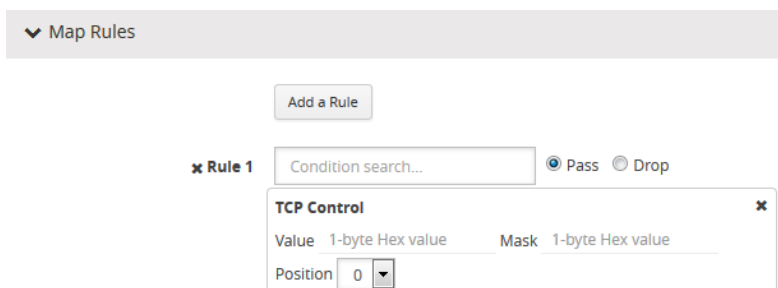 Map Rules
Add a Rule
Rule 1 Condition search... Pass Drop
TCP Control
Value 1-byte Hex value Mask 1-byte Hex value
Position 0